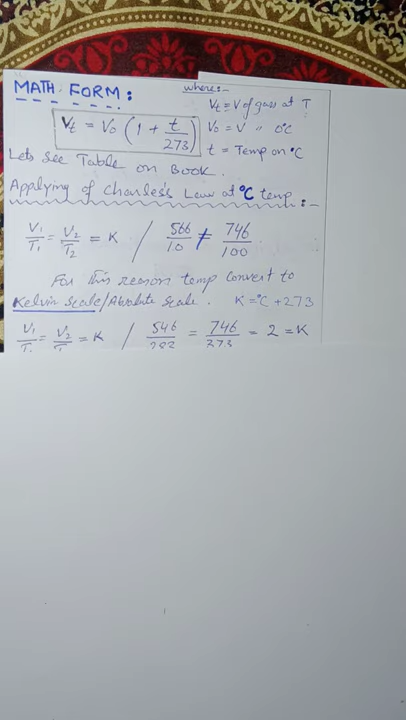 MATH FORM:
where:-
Vt = V of gass at T
V₀ = V 〃 0°C
t = Temp on °C
Vt = V₀ (1 + t/273)
Lets See Table on Book.
Applying of Charles's Law at °C temp:-
V₁/T₁ = V₂/T₂ = K / 566/10 ≠ 746/100
For this reason temp convert to
Kelvin Scale/Absolute Scale. K = °C + 273
V₁/T₁ = V₂/T₂ = K / 546/ = 746/373 = 2 = K